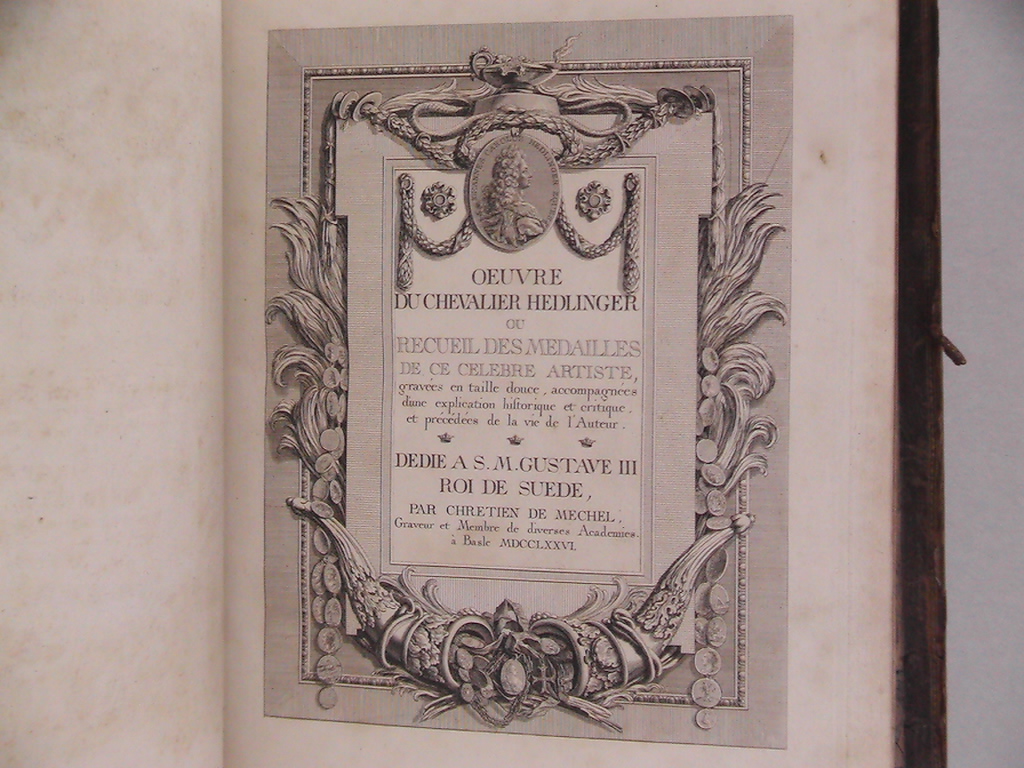 OEUVRE
DU CHEVALIER HEDLINGER
OU
RECUEIL DES MEDAILLES
DE CE CELEBRE ARTISTE,
gravées en taille douce, accompagnées
d'une explication historique et critique,
et précédées de la vie de l'Auteur.
DEDIE A S. M. GUSTAVE III
ROI DE SUEDE,
PAR CHRETIEN DE MECHEL,
Graveur et Membre de diverses Academies.
à Basle MDCCLXXVI.